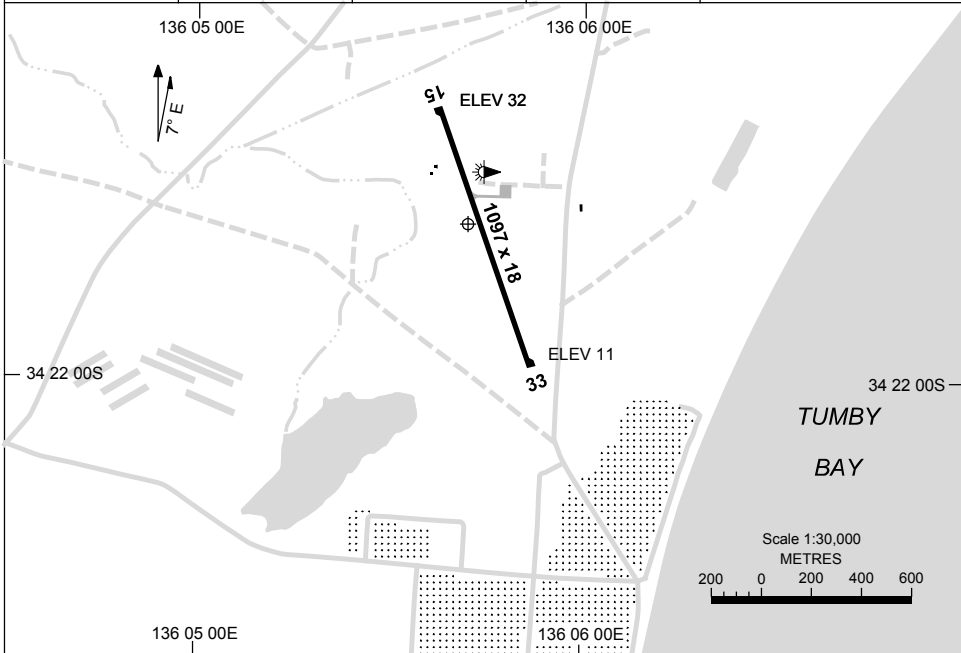 136 05 00E
136 06 00E
7° E
15
ELEV 32
1097 x 18
ELEV 11
33
34 22 00S
34 22 00S
TUMBY
BAY
Scale 1:30,000
METRES
200 0 200 400 600
136 05 00E
136 06 00E